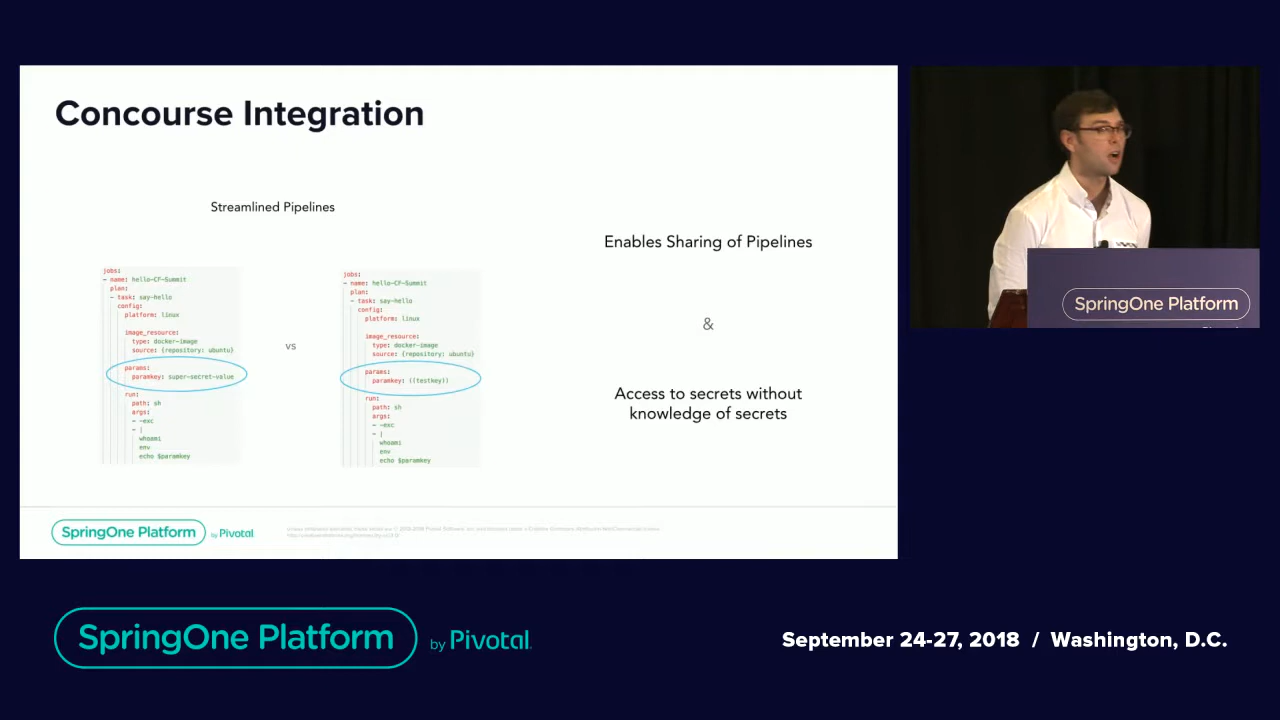 Concourse Integration
Streamlined Pipelines
jobs:
- name: hello-CF-Summit
plan:
- task: say-hello
config:
platform: linux
image_resource:
type: docker-image
source: {repository: ubuntu}
params:
paramkey: super-secret-value
run:
path: sh
args:
- -exc
- |
whoami
env
echo $paramkey
vs
jobs:
- name: hello-CF-Summit
plan:
- task: say-hello
config:
platform: linux
image_resource:
type: docker-image
source: {repository: ubuntu}
params:
paramkey: ((testkey))
run:
path: sh
args:
- -exc
- |
whoami
env
echo $paramkey
Enables Sharing of Pipelines
&
Access to secrets without
knowledge of secrets
SpringOne Platform
by Pivotal
SpringOne Platform
SpringOne Platform
by Pivotal
September 24-27, 2018 / Washington, D.C.